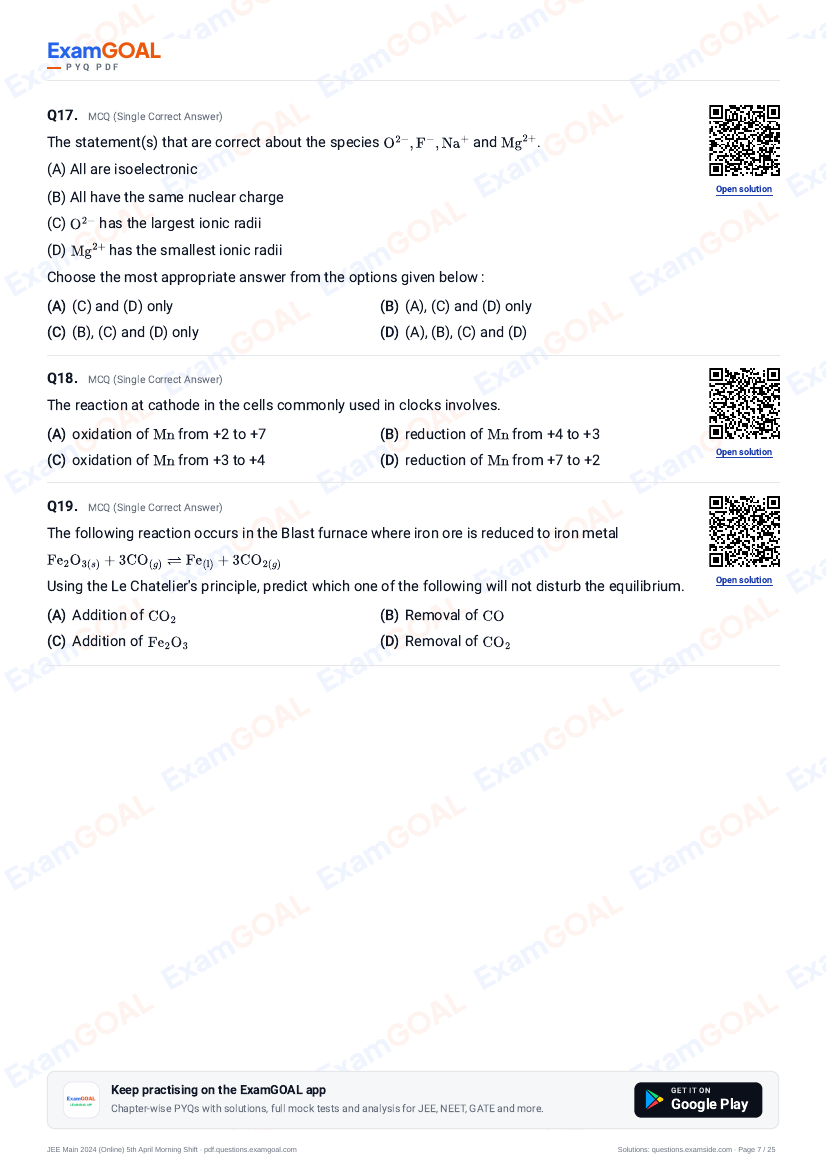 ExamGOAL
PYQ PDF
Q17. MCQ (Single Correct Answer)
The statement(s) that are correct about the species O²⁻, F⁻, Na⁺ and Mg²⁺.
(A) All are isoelectronic
(B) All have the same nuclear charge
(C) O²⁻ has the largest ionic radii
(D) Mg²⁺ has the smallest ionic radii
Choose the most appropriate answer from the options given below :
(A) (C) and (D) only (B) (A), (C) and (D) only
(C) (B), (C) and (D) only (D) (A), (B), (C) and (D)
Open solution
Q18. MCQ (Single Correct Answer)
The reaction at cathode in the cells commonly used in clocks involves.
(A) oxidation of Mn from +2 to +7 (B) reduction of Mn from +4 to +3
(C) oxidation of Mn from +3 to +4 (D) reduction of Mn from +7 to +2
Open solution
Q19. MCQ (Single Correct Answer)
The following reaction occurs in the Blast furnace where iron ore is reduced to iron metal
Fe₂O₃(s) + 3CO(g) ⇌ Fe(l) + 3CO₂(g)
Using the Le Chatelier's principle, predict which one of the following will not disturb the equilibrium.
(A) Addition of CO₂ (B) Removal of CO
(C) Addition of Fe₂O₃ (D) Removal of CO₂
Open solution
Keep practising on the ExamGOAL app
Chapter-wise PYQs with solutions, full mock tests and analysis for JEE, NEET, GATE and more.
GET IT ON
Google Play
JEE Main 2024 (Online) 5th April Morning Shift · pdf.questions.examgoal.com
Solutions: questions.examside.com · Page 7 / 25